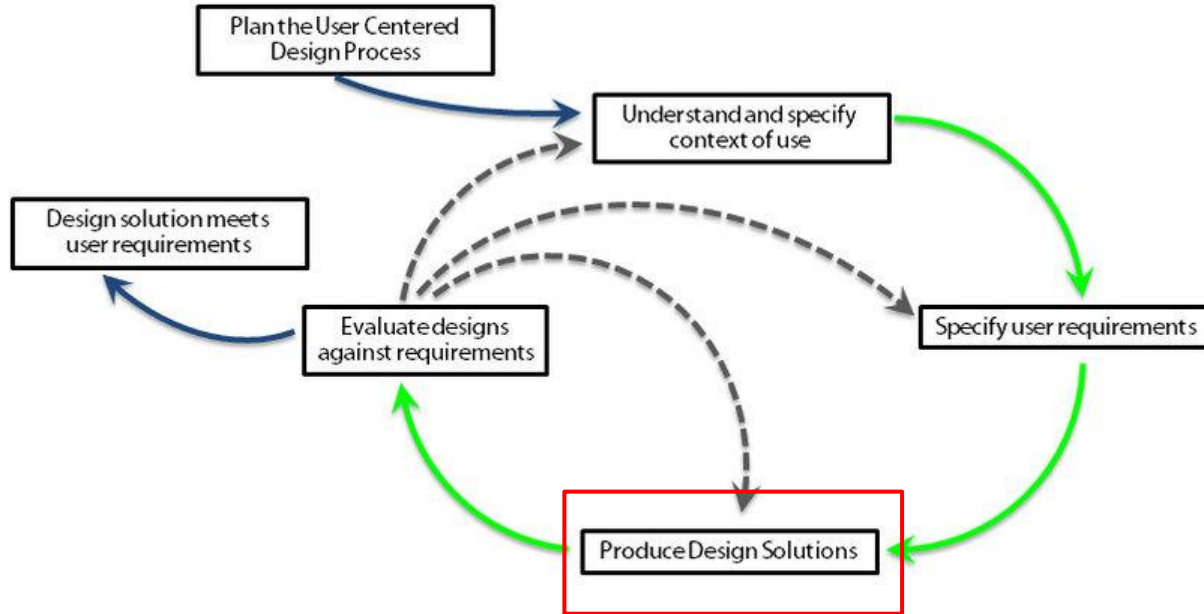 Plan the User Centered
Design Process
Understand and specify
context of use
Design solution meets
user requirements
Evaluate designs
against requirements
Specify user requirements
Produce Design Solutions